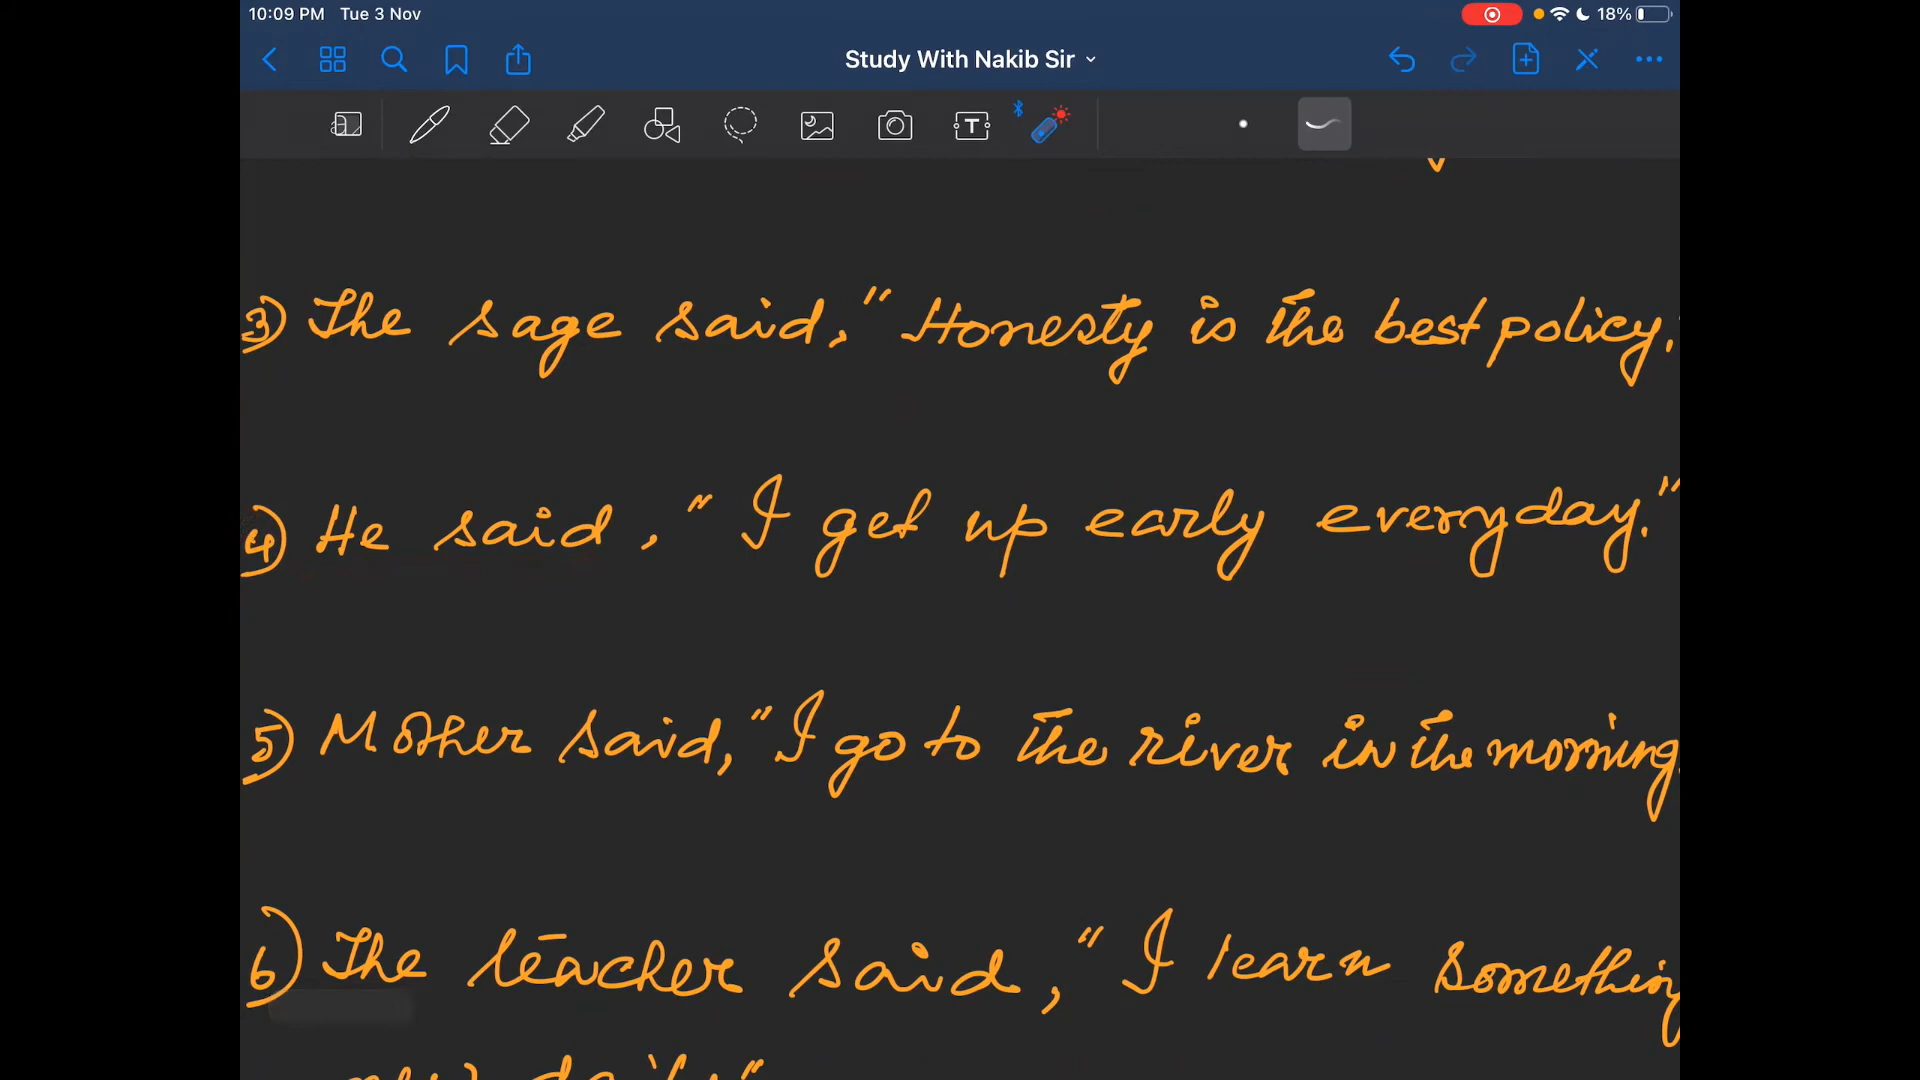 10:09 PM Tue 3 Nov
18%
Study With Nakib Sir
3) The sage said, "Honesty is the best policy.
4) He said, "I get up early everyday."
5) Mother said, "I go to the river in the morning.
6) The teacher said, "I learn something
new daily"